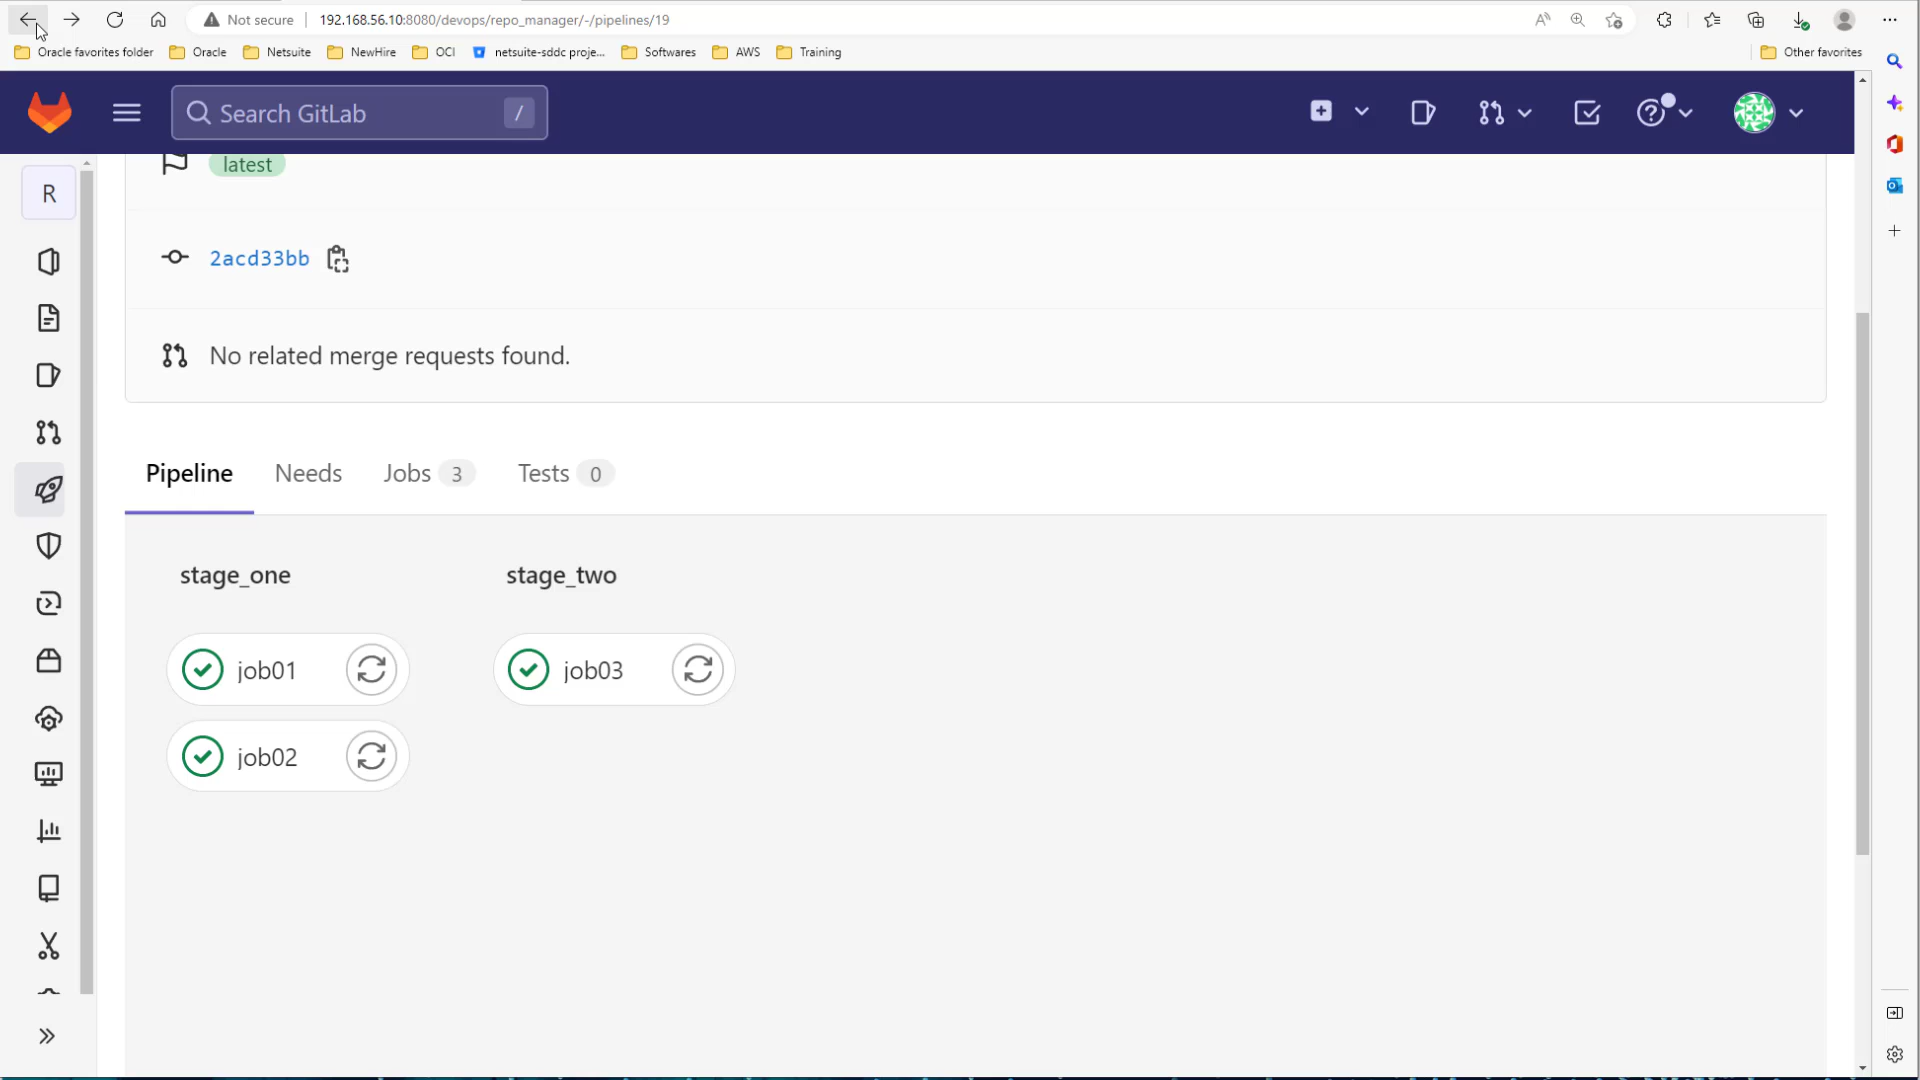 Not secure 192.168.56.10:8080/devops/repo_manager/-/pipelines/19
Oracle favorites folder Oracle Netsuite NewHire OCI netsuite-sddc proje... Softwares AWS Training Other favorites
Search GitLab /
latest
R
2acd33bb
No related merge requests found.
Pipeline Needs Jobs 3 Tests 0
stage_one stage_two
job01 job03
job02